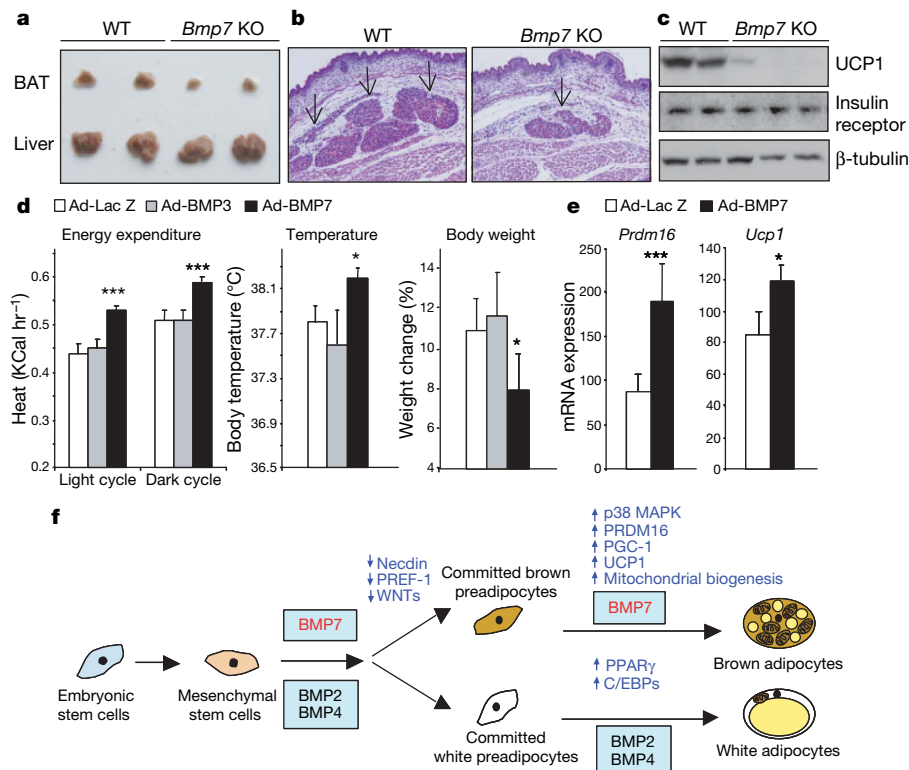 a
WT
Bmp7 KO
BAT
Liver
b
WT
Bmp7 KO
c
WT
Bmp7 KO
UCP1
Insulin
receptor
β-tubulin
d
Ad-Lac Z
Ad-BMP3
Ad-BMP7
Energy expenditure
Heat (KCal hr⁻¹)
0.6
0.5
0.4
0.3
0.2
***
***
Light cycle
Dark cycle
Temperature
Body temperature (°C)
38.1
37.7
37.3
36.9
36.5
*
Body weight
Weight change (%)
14
12
10
8
6
4
*
e
Ad-Lac Z
Ad-BMP7
Prdm16
mRNA expression
250
200
150
100
50
0
***
Ucp1
140
120
100
80
60
40
20
0
*
f
Embryonic
stem cells
Mesenchymal
stem cells
BMP7
BMP2
BMP4
Necdin
PREF-1
WNTs
Committed brown
preadipocytes
Committed
white preadipocytes
p38 MAPK
PRDM16
PGC-1
UCP1
Mitochondrial biogenesis
BMP7
Brown adipocytes
PPARγ
C/EBPs
BMP2
BMP4
White adipocytes